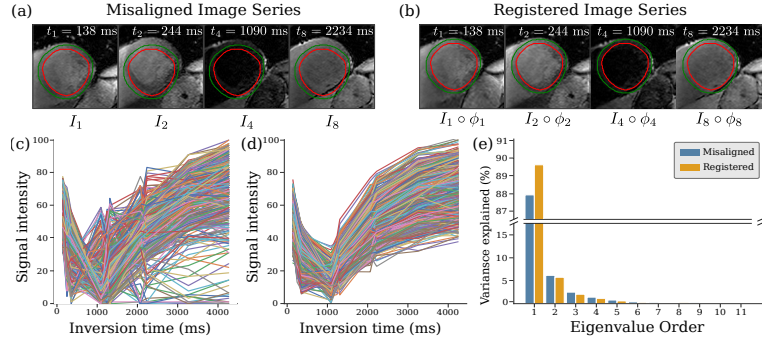 Misaligned Image Series
Registered Image Series
(a)
t₁ = 138 ms
t₂ = 244 ms
t₄ = 1090 ms
t₈ = 2234 ms
I₁
I₂
I₄
I₈
(b)
t₁ = 138 ms
t₂ = 244 ms
t₄ = 1090 ms
t₈ = 2234 ms
I₁ ∘ ϕ₁
I₂ ∘ ϕ₂
I₄ ∘ ϕ₄
I₈ ∘ ϕ₈
(c)
Signal intensity
100
80
60
40
20
0
0 1000 2000 3000 4000
Inversion time (ms)
(d)
Signal intensity
100
80
60
40
20
0
0 1000 2000 3000 4000
Inversion time (ms)
(e)
Misaligned
Registered
Variansce explained (%)
91
90
89
88
87
15
10
5
0
1 2 3 4 5 6 7 8 9 10 11
Eigenvalue Order